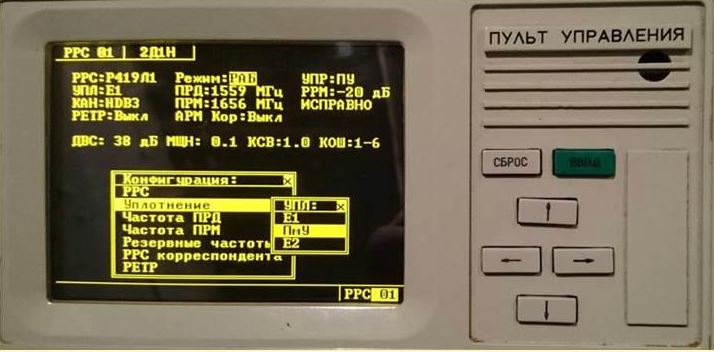 РРС 01 | 2Д1Н
РРС:Р419Л1 Режим:РАБ УПР:ПУ
УПЛ:Е1 ПРД:1559 МГц РРМ:-20 дБ
КАН:HDB3 ПРМ:1656 МГц ИСПРАВНО
РЕТР:Выкл АРМ Кор:Выкл
ДВС: 38 дБ МЩН: 0.1 КСВ:1.0 КОШ:1-6
Конфигурация: ×
РРС
Уплотнение
Частота ПРД
Частота ПРМ
Резервные частоты
РРС корреспондента
РЕТР
УПЛ: ×
Е1
ПмУ
Е2
РРС 01
ПУЛЬТ УПРАВЛЕНИЯ
СБРОС
ВВОД
↑
← →
↓